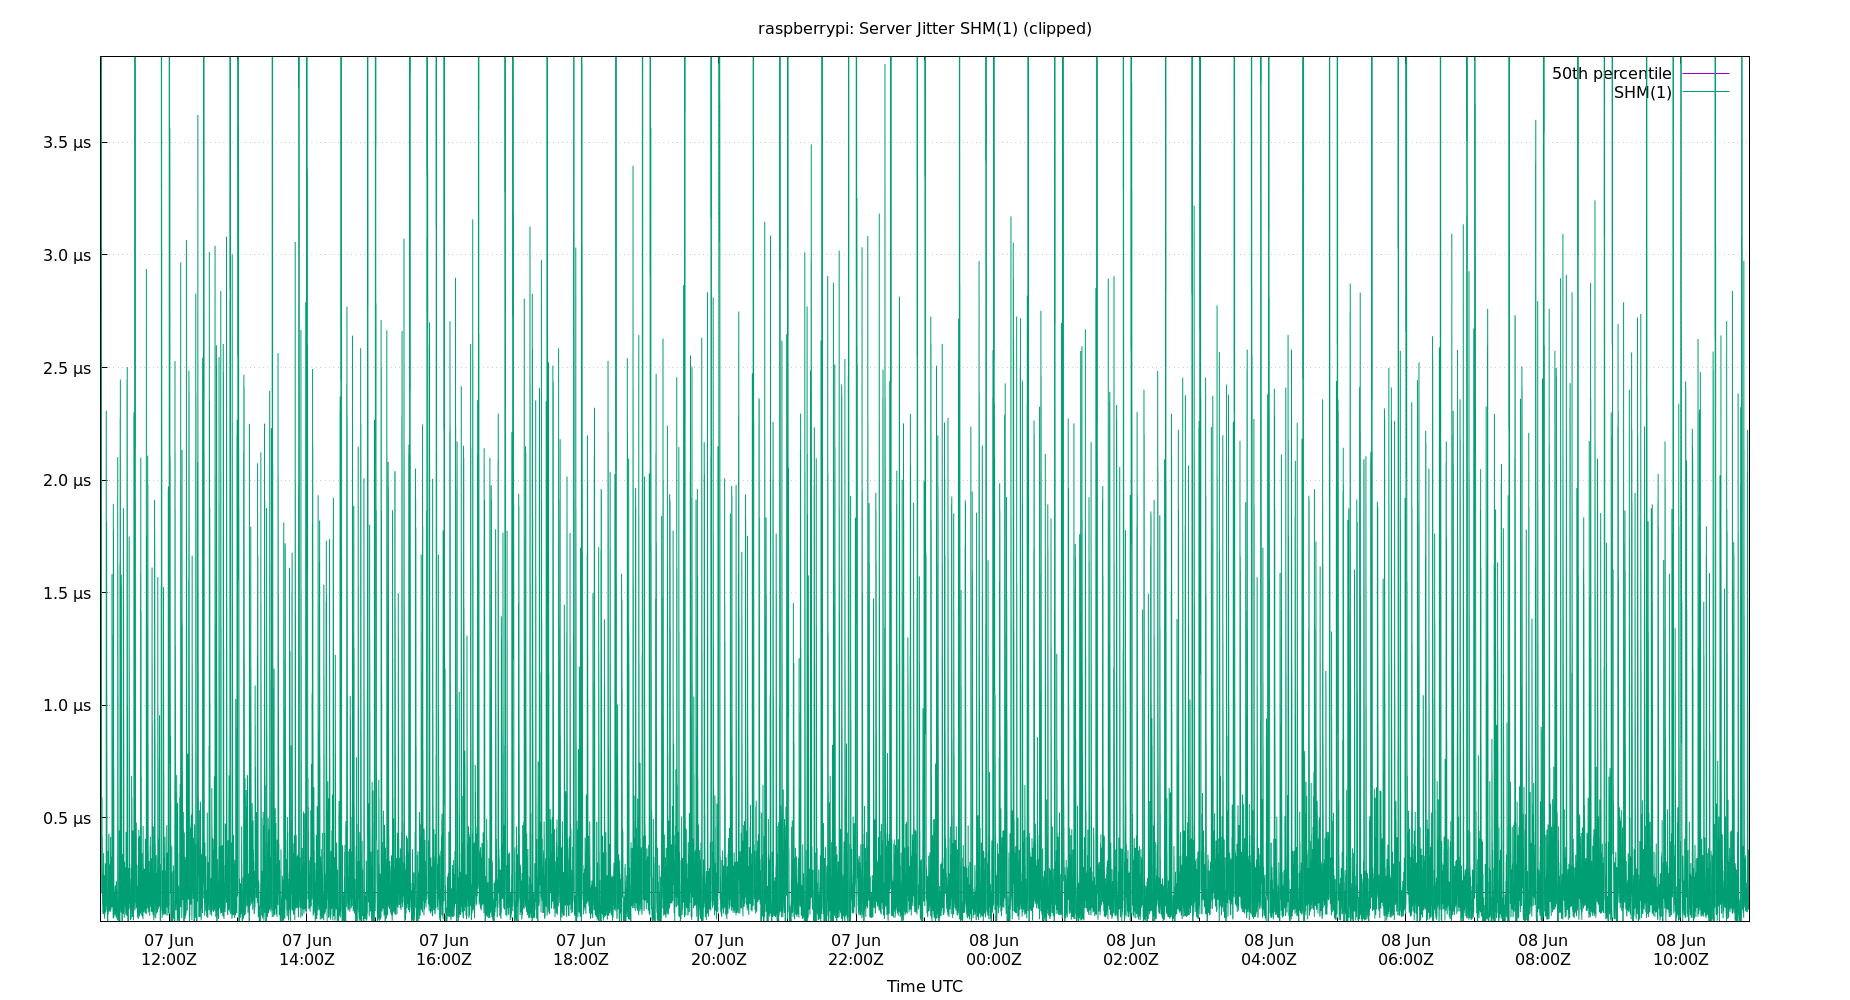 raspberrypi: Server Jitter SHM(1) (clipped)
50th percentile
SHM(1)
3.5 µs
3.0 µs
2.5 µs
2.0 µs
1.5 µs
1.0 µs
0.5 µs
07 Jun 07 Jun 07 Jun 07 Jun 07 Jun 07 Jun 08 Jun 08 Jun 08 Jun 08 Jun 08 Jun 08 Jun
12:00Z 14:00Z 16:00Z 18:00Z 20:00Z 22:00Z 00:00Z 02:00Z 04:00Z 06:00Z 08:00Z 10:00Z
Time UTC